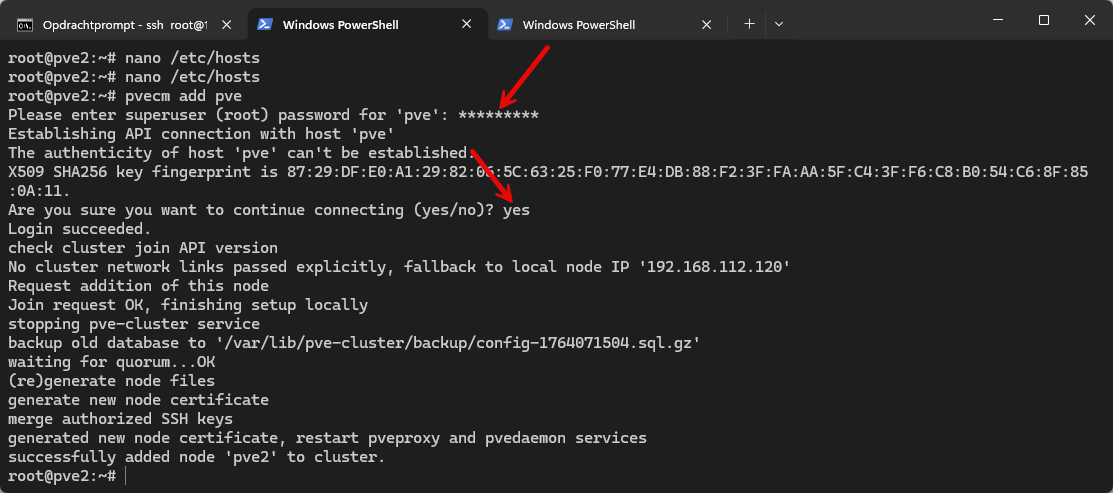 Opdrachtprompt - ssh root@1
Windows PowerShell
Windows PowerShell
root@pve2:~# nano /etc/hosts
root@pve2:~# nano /etc/hosts
root@pve2:~# pvecm add pve
Please enter superuser (root) password for 'pve': *********
Establishing API connection with host 'pve'
The authenticity of host 'pve' can't be established.
X509 SHA256 key fingerprint is 87:29:DF:E0:A1:29:82:06:5C:63:25:F0:77:E4:DB:88:F2:3F:FA:AA:5F:C4:3F:F6:C8:B0:54:C6:8F:85
:0A:11.
Are you sure you want to continue connecting (yes/no)? yes
Login succeeded.
check cluster join API version
No cluster network links passed explicitly, fallback to local node IP '192.168.112.120'
Request addition of this node
Join request OK, finishing setup locally
stopping pve-cluster service
backup old database to '/var/lib/pve-cluster/backup/config-1764071504.sql.gz'
waiting for quorum...OK
(re)generate node files
generate new node certificate
merge authorized SSH keys
generated new node certificate, restart pveproxy and pvedaemon services
successfully added node 'pve2' to cluster.
root@pve2:~#